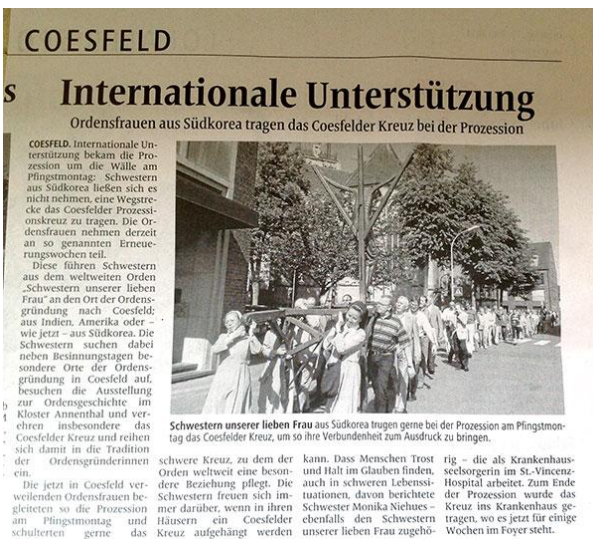 COESFELD
s
Internationale Unterstützung
Ordensfrauen aus Südkorea tragen das Coesfelder Kreuz bei der Prozession
COESFELD. Internationale Un-
terstützung bekam die Pro-
zession um die Wälle am
Pfingstmontag: Schwestern
aus Südkorea ließen sich es
nicht nehmen, eine Wegstre-
cke das Coesfelder Prozessi-
onskreuz zu tragen. Die Or-
densfrauen nehmen derzeit
an so genannten Erneue-
rungswochen teil.
Diese führen Schwestern
aus dem weltweiten Orden
„Schwestern unserer lieben
Frau“ an den Ort der Ordens-
gründung nach Coesfeld;
aus Indien, Amerika oder –
wie jetzt – aus Südkorea. Die
Schwestern suchen dabei
neben Besinnungstagen be-
sondere Orte der Ordens-
gründung in Coesfeld auf,
besuchen die Ausstellung
zur Ordensgeschichte im
Kloster Annenthal und ver-
ehren insbesondere das
Coesfelder Kreuz und reihen
sich damit in die Tradition
der Ordensgründerinnen
ein.
Die jetzt in Coesfeld ver-
weilenden Ordensfrauen be-
gleiteten so die Prozession
am Pfingstmontag und
schulterten gerne das
Schwestern unserer lieben Frau aus Südkorea trugen gerne bei der Prozession am Pfingstmon-
tag das Coesfelder Kreuz, um so ihre Verbundenheit zum Ausdruck zu bringen.
schwere Kreuz, zu dem der
Orden weltweit eine beson-
dere Beziehung pflegt. Die
Schwestern freuen sich im-
mer darüber, wenn in ihren
Häusern ein Coesfelder
Kreuz aufgehängt werden
kann. Dass Menschen Trost
und Halt im Glauben finden,
auch in schweren Lebenssi-
tuationen, davon berichtete
Schwester Monika Niehues –
ebenfalls den Schwestern
unserer lieben Frau zugehö-
rig – die als Krankenhaus-
seelsorgerin im St.-Vincenz-
Hospital arbeitet. Zum Ende
der Prozession wurde das
Kreuz ins Krankenhaus ge-
tragen, wo es jetzt für einige
Wochen im Foyer steht.